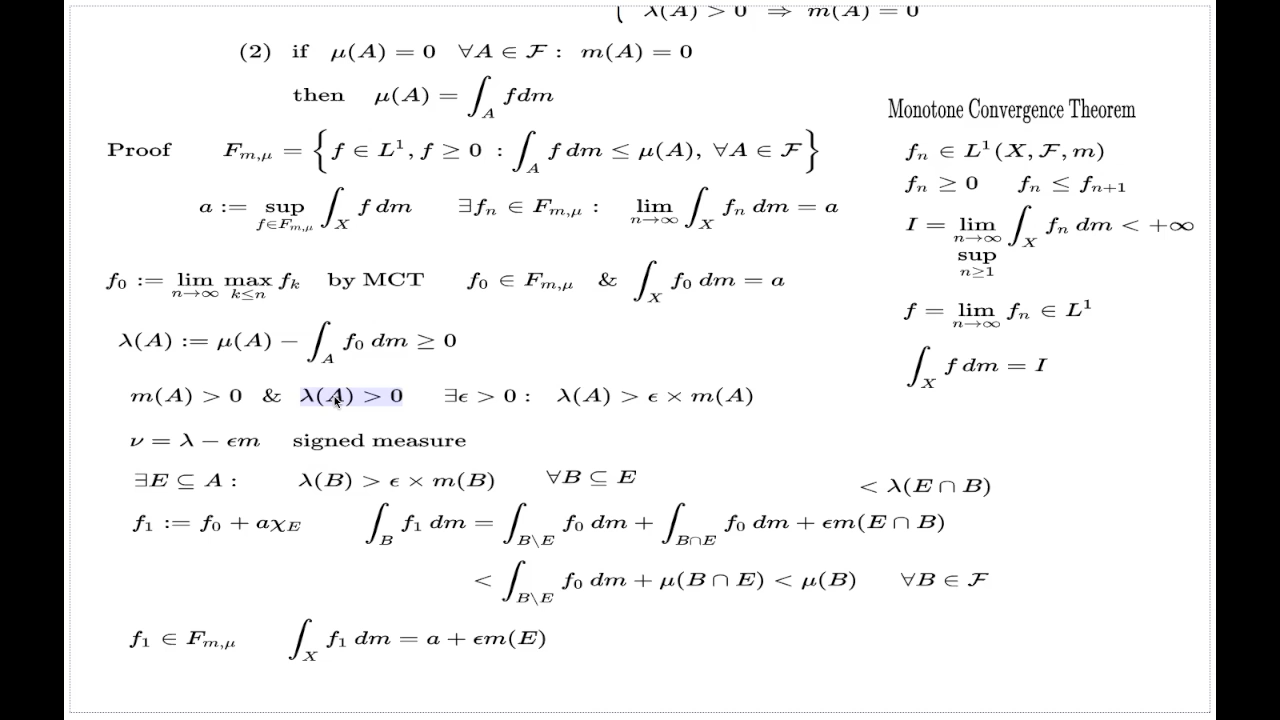 { λ(A) > 0 ⇒ m(A) = 0
(2) if μ(A) = 0 ∀A ∈ ℱ : m(A) = 0
then μ(A) = ∫_A fdm
Monotone Convergence Theorem
Proof F_{m,μ} = { f ∈ L¹, f ≥ 0 : ∫_A f dm ≤ μ(A), ∀A ∈ ℱ }
f_n ∈ L¹(X, ℱ, m)
f_n ≥ 0 f_n ≤ f_{n+1}
a := sup_{f∈F_{m,μ}} ∫_X f dm ∃f_n ∈ F_{m,μ} : lim_{n→∞} ∫_X f_n dm = a
I = lim_{n→∞} ∫_X f_n dm < +∞
sup_{n≥1}
f_0 := lim_{n→∞} max_{k≤n} f_k by MCT f_0 ∈ F_{m,μ} & ∫_X f_0 dm = a
f = lim_{n→∞} f_n ∈ L¹
λ(A) := μ(A) − ∫_A f_0 dm ≥ 0
∫_X f dm = I
m(A) > 0 & λ(A) > 0 ∃ϵ > 0 : λ(A) > ϵ × m(A)
ν = λ − ϵm signed measure
∃E ⊆ A : λ(B) > ϵ × m(B) ∀B ⊆ E
< λ(E ∩ B)
f_1 := f_0 + aχ_E ∫_B f_1 dm = ∫_{B\E} f_0 dm + ∫_{B∩E} f_0 dm + ϵm(E ∩ B)
< ∫_{B\E} f_0 dm + μ(B ∩ E) < μ(B) ∀B ∈ ℱ
f_1 ∈ F_{m,μ} ∫_X f_1 dm = a + ϵm(E)